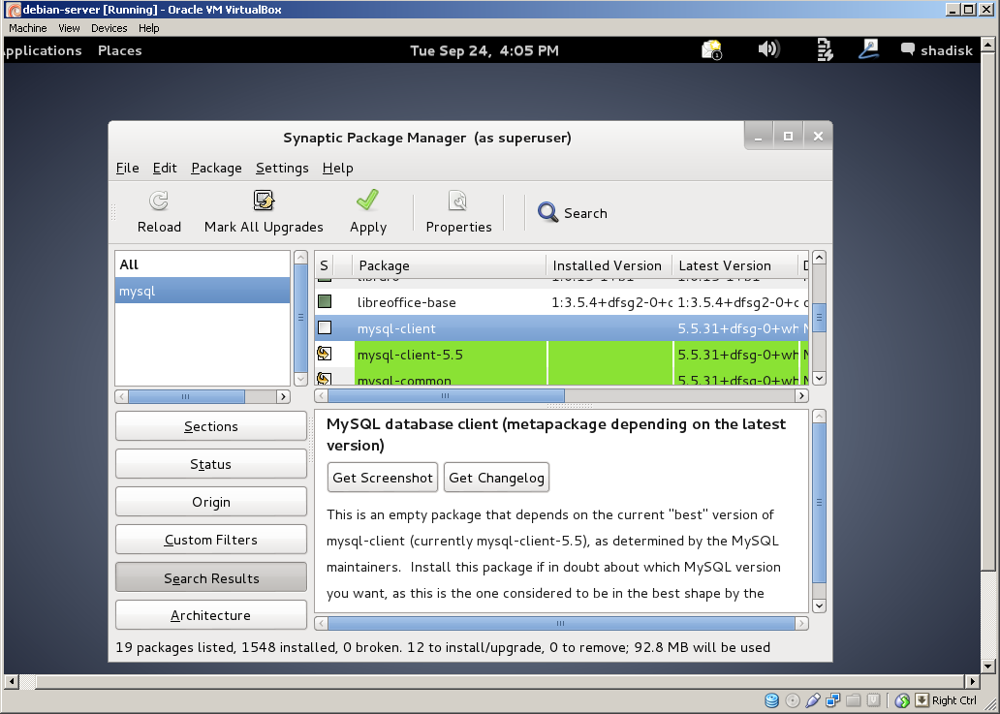 debian-server [Running] - Oracle VM VirtualBox
Machine View Devices Help
pplications Places Tue Sep 24, 4:05 PM 1 shadisk
Synaptic Package Manager (as superuser)
File Edit Package Settings Help
Reload Mark All Upgrades Apply Properties Search
All
mysql
S Package Installed Version Latest Version D
libreoffice-base 1:3.5.4+dfsg2-0+c 1:3.5.4+dfsg2-0+c
mysql-client 5.5.31+dfsg-0+wh
mysql-client-5.5 5.5.31+dfsg-0+wh
mysql-common 5.5.31+dfsg-0+wh
Sections
Status
Origin
Custom Filters
Search Results
Architecture
MySQL database client (metapackage depending on the latest
version)
Get Screenshot Get Changelog
This is an empty package that depends on the current "best" version of
mysql-client (currently mysql-client-5.5), as determined by the MySQL
maintainers. Install this package if in doubt about which MySQL version
you want, as this is the one considered to be in the best shape by the
19 packages listed, 1548 installed, 0 broken. 12 to install/upgrade, 0 to remove; 92.8 MB will be used
Right Ctrl